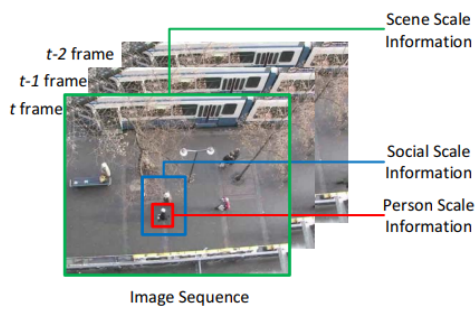 Scene Scale
Information
t-2 frame
t-1 frame
t frame
Social Scale
Information
Person Scale
Information
Image Sequence